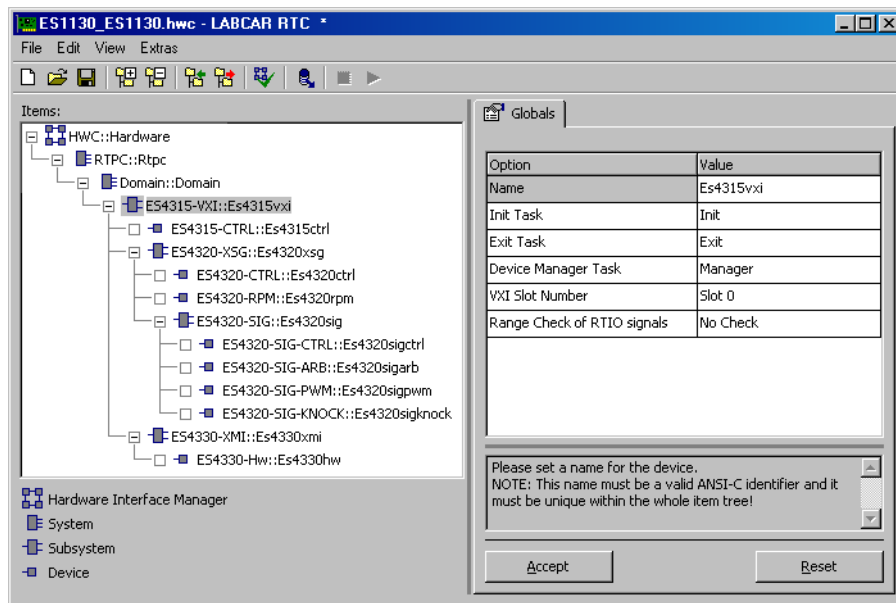 ES1130_ES1130.hwc - LABCAR RTC *
File Edit View Extras
Items:
HWC::Hardware
RTPC::Rtpc
Domain::Domain
ES4315-VXI::Es4315vxi
ES4315-CTRL::Es4315ctrl
ES4320-XSG::Es4320xsg
ES4320-CTRL::Es4320ctrl
ES4320-RPM::Es4320rpm
ES4320-SIG::Es4320sig
ES4320-SIG-CTRL::Es4320sigctrl
ES4320-SIG-ARB::Es4320sigarb
ES4320-SIG-PWM::Es4320sigpwm
ES4320-SIG-KNOCK::Es4320sigknock
ES4330-XMI::Es4330xmi
ES4330-Hw::Es4330hw
Hardware Interface Manager
System
Subsystem
Device
Globals
Option Value
Name Es4315vxi
Init Task Init
Exit Task Exit
Device Manager Task Manager
VXI Slot Number Slot 0
Range Check of RTIO signals No Check
Please set a name for the device.
NOTE: This name must be a valid ANSI-C identifier and it
must be unique within the whole item tree!
Accept Reset